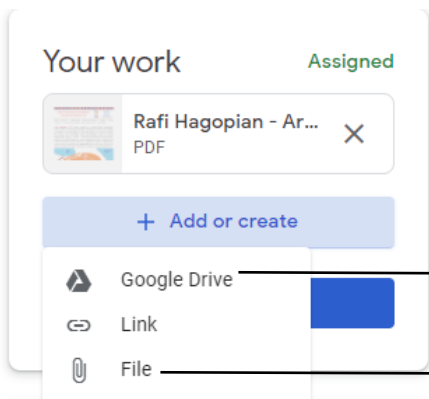 Your work
Assigned
Rafi Hagopian - Ar...
PDF
+ Add or create
Google Drive
Link
File